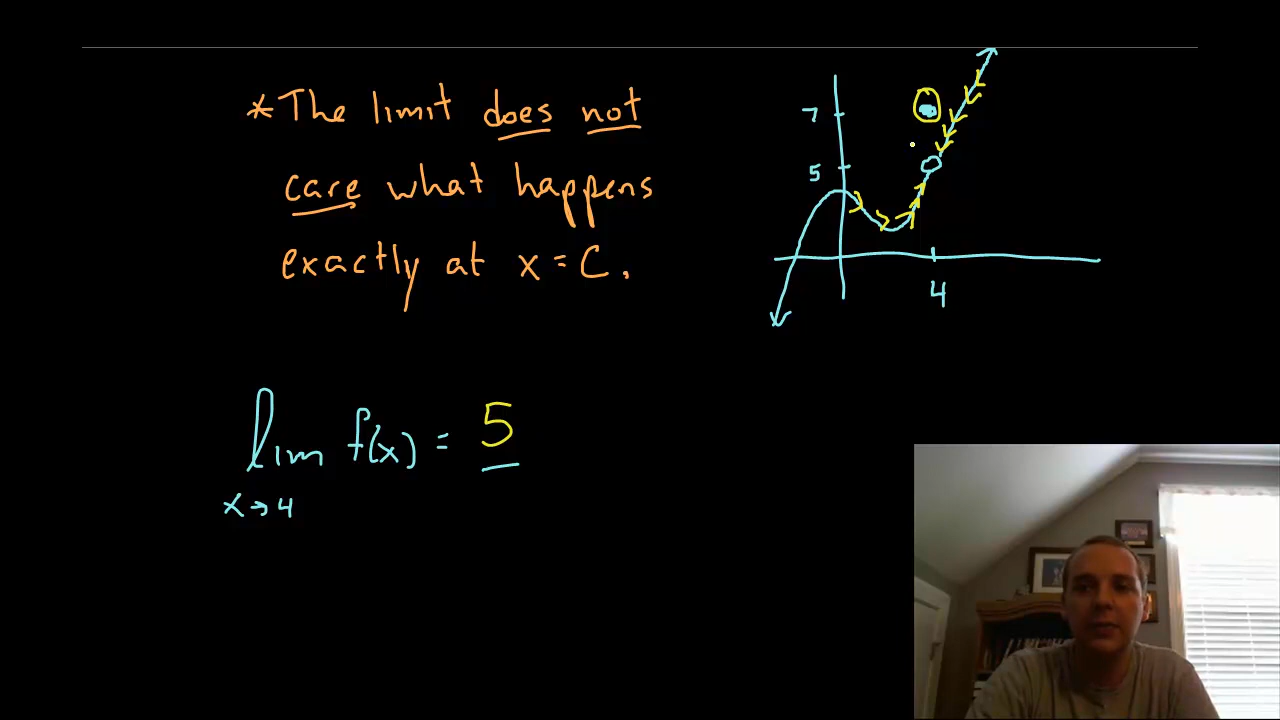 *The limit does not
care what happens
exactly at x = C.
7
5
4
lim f(x) = 5
x→4